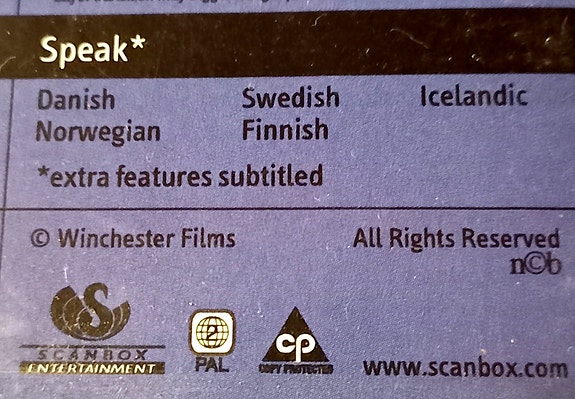 Speak*
Danish Swedish Icelandic
Norwegian Finnish
*extra features subtitled
© Winchester Films All Rights Reserved
n©b
SCANBOX
ENTERTAINMENT
2
PAL
cp
COPY PROTECTED
www.scanbox.com